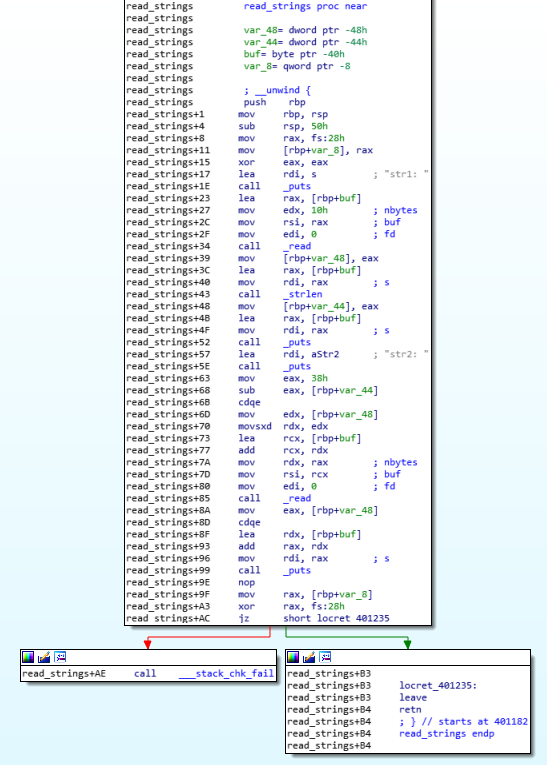 read_strings read_strings proc near
read_strings
read_strings var_48= dword ptr -48h
read_strings var_44= dword ptr -44h
read_strings buf= byte ptr -40h
read_strings var_8= qword ptr -8
read_strings
read_strings ; __unwind {
read_strings push rbp
read_strings+1 mov rbp, rsp
read_strings+4 sub rsp, 50h
read_strings+8 mov rax, fs:28h
read_strings+11 mov [rbp+var_8], rax
read_strings+15 xor eax, eax
read_strings+17 lea rdi, s ; "str1: "
read_strings+1E call _puts
read_strings+23 lea rax, [rbp+buf]
read_strings+27 mov edx, 10h ; nbytes
read_strings+2C mov rsi, rax ; buf
read_strings+2F mov edi, 0 ; fd
read_strings+34 call _read
read_strings+39 mov [rbp+var_48], eax
read_strings+3C lea rax, [rbp+buf]
read_strings+40 mov rdi, rax ; s
read_strings+43 call _strlen
read_strings+48 mov [rbp+var_44], eax
read_strings+4B lea rax, [rbp+buf]
read_strings+4F mov rdi, rax ; s
read_strings+52 call _puts
read_strings+57 lea rdi, aStr2 ; "str2: "
read_strings+5E call _puts
read_strings+63 mov eax, 38h
read_strings+68 sub eax, [rbp+var_44]
read_strings+6B cdqe
read_strings+6D mov edx, [rbp+var_48]
read_strings+70 movsxd rdx, edx
read_strings+73 lea rcx, [rbp+buf]
read_strings+77 add rcx, rdx
read_strings+7A mov rdx, rax ; nbytes
read_strings+7D mov rsi, rcx ; buf
read_strings+80 mov edi, 0 ; fd
read_strings+85 call _read
read_strings+8A mov eax, [rbp+var_48]
read_strings+8D cdqe
read_strings+8F lea rdx, [rbp+buf]
read_strings+93 add rax, rdx
read_strings+96 mov rdi, rax ; s
read_strings+99 call _puts
read_strings+9E nop
read_strings+9F mov rax, [rbp+var_8]
read_strings+A3 xor rax, fs:28h
read_strings+AC jz short locret_401235
read_strings+AE call ___stack_chk_fail
read_strings+B3
read_strings+B3 locret_401235:
read_strings+B3 leave
read_strings+B4 retn
read_strings+B4 ; } // starts at 401182
read_strings+B4 read_strings endp
read_strings+B4